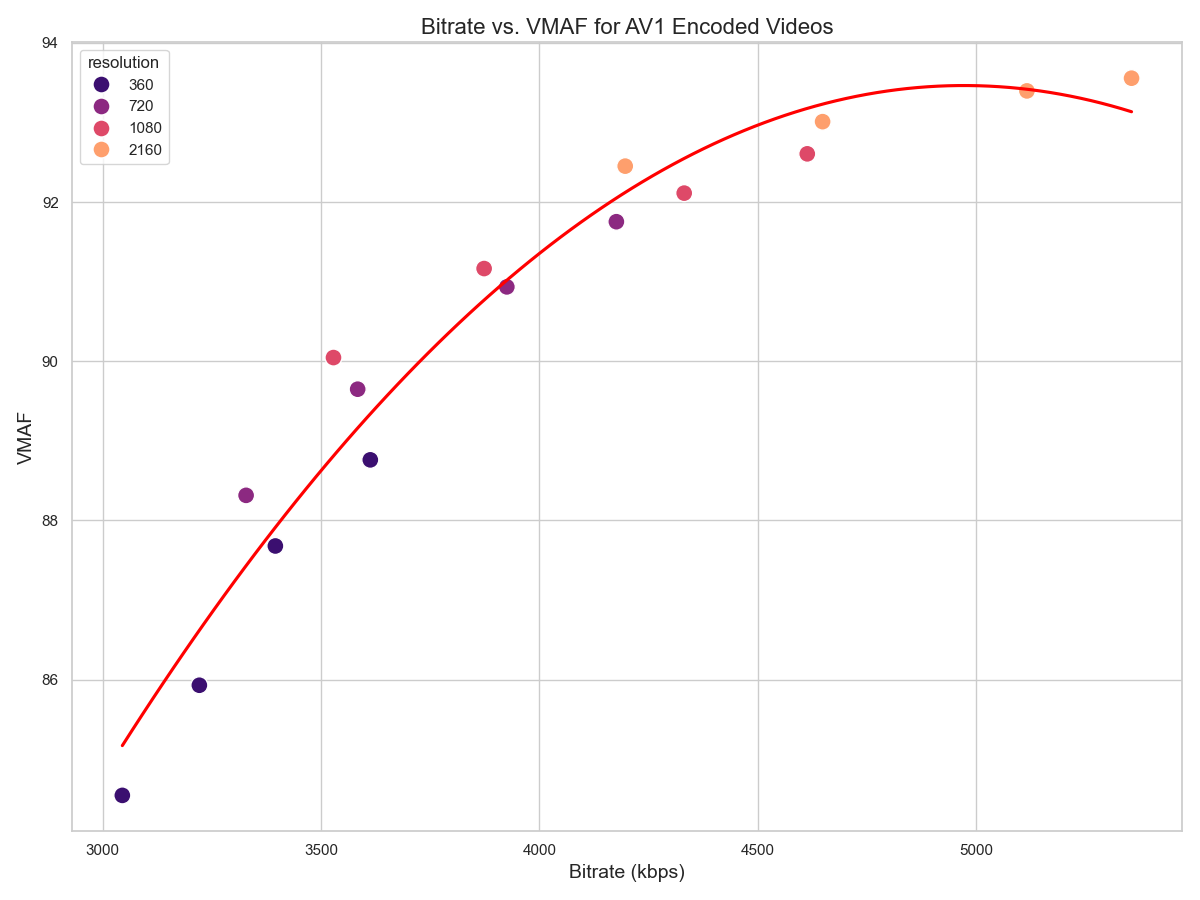 Bitrate vs. VMAF for AV1 Encoded Videos
resolution
360
720
1080
2160
94
92
90
88
86
VMAF
3000 3500 4000 4500 5000
Bitrate (kbps)